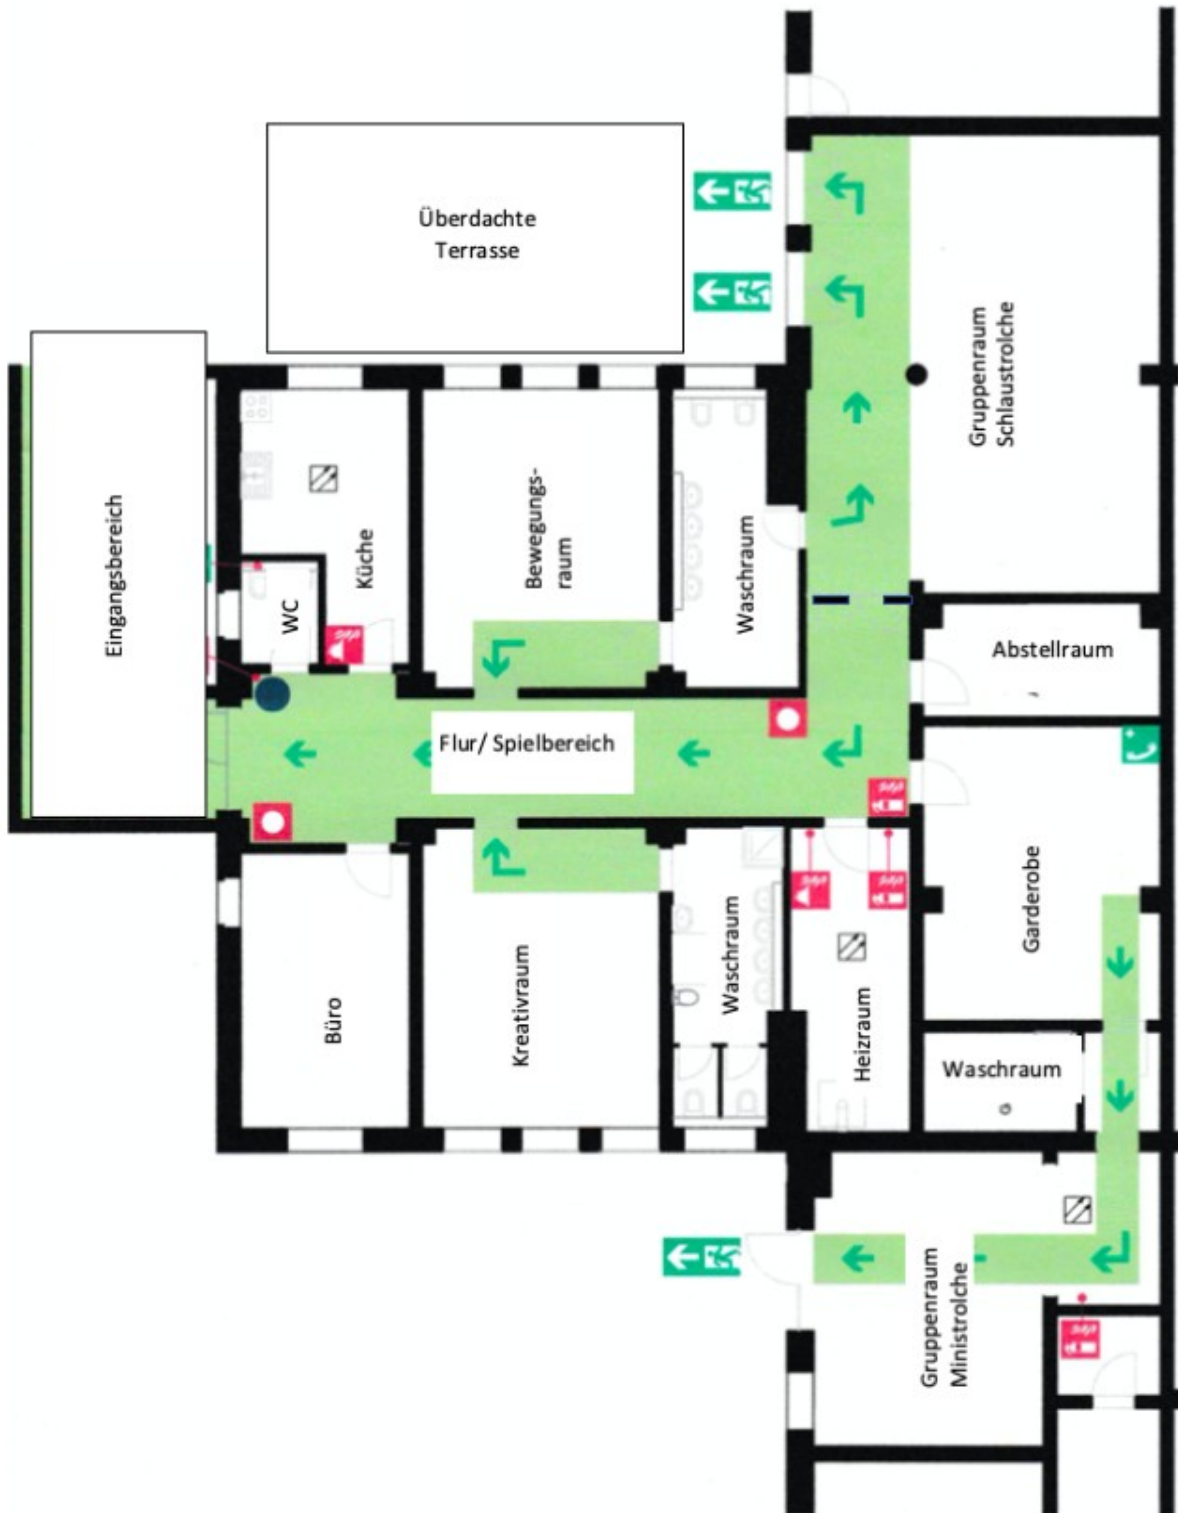 Überdachte
Terrasse
Eingangsbereich
Küche
WC
Bewegungs-
raum
Waschraum
Gruppenraum
Schlaustrolche
Abstellraum
Flur/ Spielbereich
Büro
Kreativraum
Waschraum
Heizraum
Garderobe
Waschraum
Gruppenraum
Ministrolche